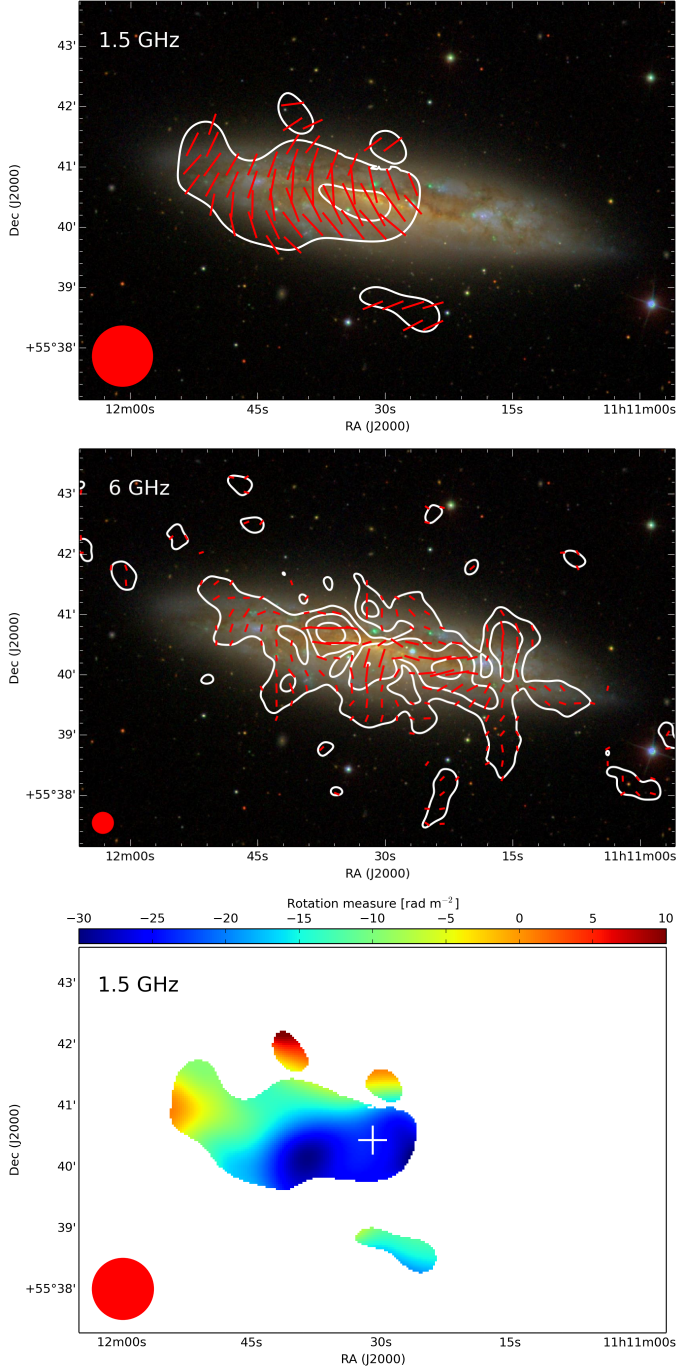 1.5 GHz
43'
42'
41'
40'
39'
+55°38'
Dec (J2000)
12m00s 45s 30s 15s 11h11m00s
RA (J2000)
6 GHz
43'
42'
41'
40'
39'
+55°38'
Dec (J2000)
12m00s 45s 30s 15s 11h11m00s
RA (J2000)
Rotation measure [rad m⁻²]
−30 −25 −20 −15 −10 −5 0 5 10
1.5 GHz
43'
42'
41'
40'
39'
+55°38'
Dec (J2000)
12m00s 45s 30s 15s 11h11m00s
RA (J2000)